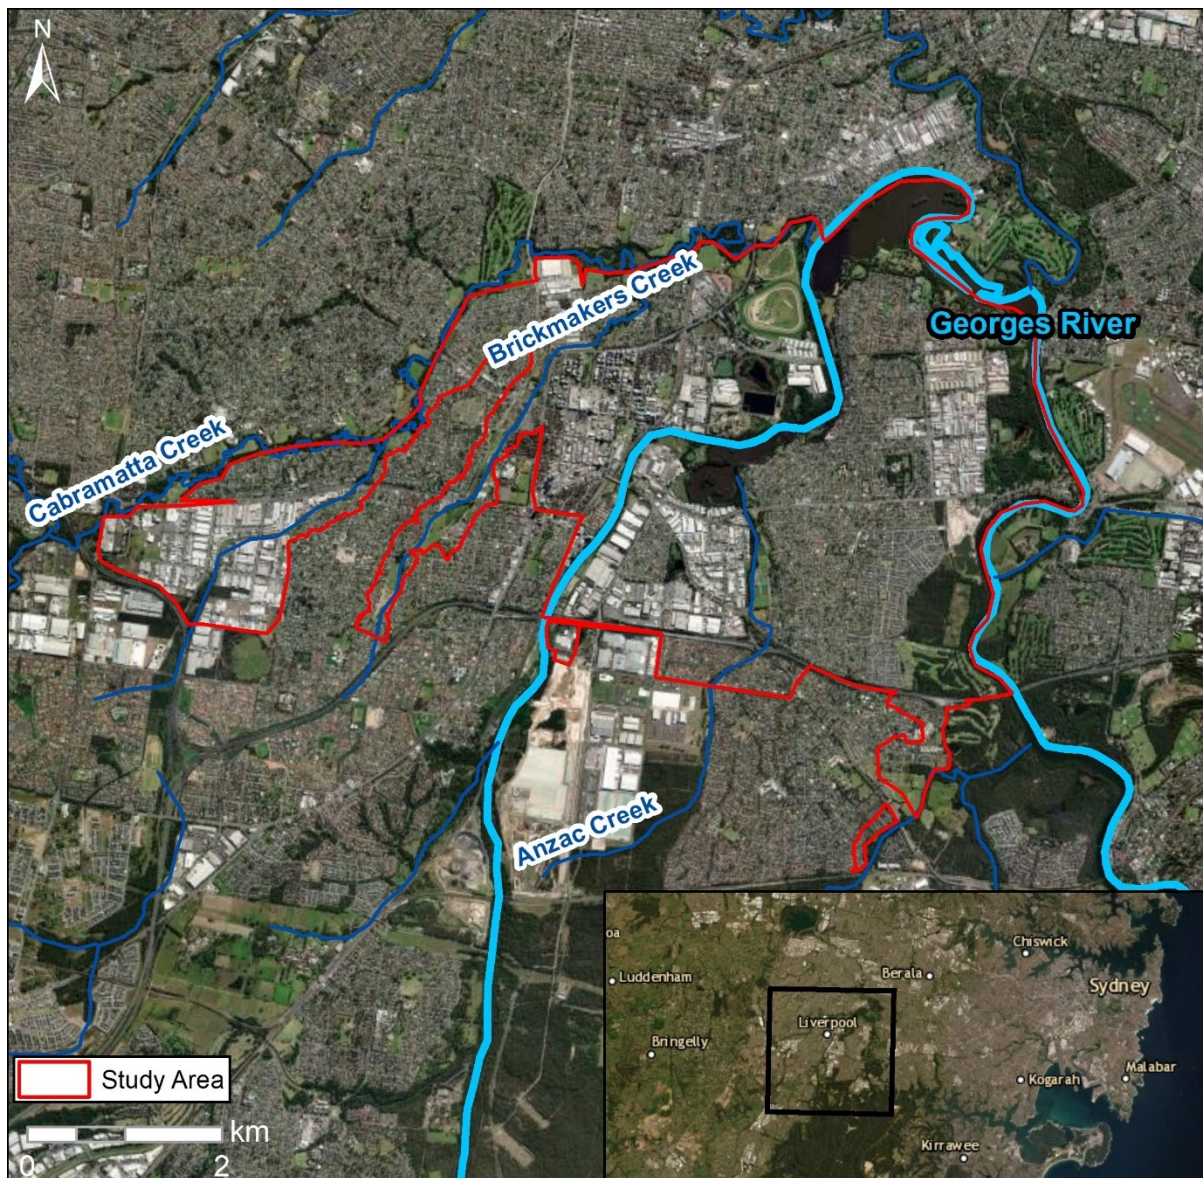 N
Brickmakers Creek
Georges River
Cabramatta Creek
Anzac Creek
oa
Chiswick
Luddenham
Berala
Sydney
Liverpool
Bringelly
Malabar
Kogarah
Kirrawee
Study Area
km
0 2